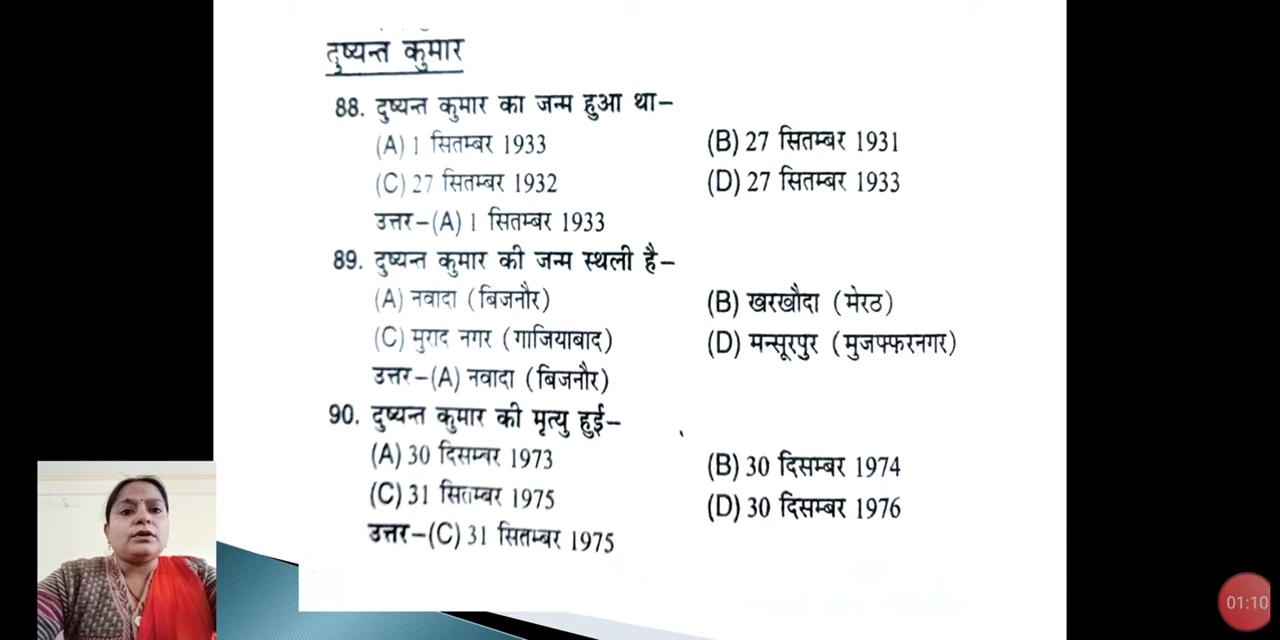 दुष्यन्त कुमार
88. दुष्यन्त कुमार का जन्म हुआ था–
(A) 1 सितम्बर 1933 (B) 27 सितम्बर 1931
(C) 27 सितम्बर 1932 (D) 27 सितम्बर 1933
उत्तर–(A) 1 सितम्बर 1933
89. दुष्यन्त कुमार की जन्म स्थली है–
(A) नवादा (बिजनौर) (B) खरखौदा (मेरठ)
(C) मुराद नगर (गाजियाबाद) (D) मन्सूरपुर (मुजफ्फरनगर)
उत्तर–(A) नवादा (बिजनौर)
90. दुष्यन्त कुमार की मृत्यु हुई–
(A) 30 दिसम्बर 1973 (B) 30 दिसम्बर 1974
(C) 31 सितम्बर 1975 (D) 30 दिसम्बर 1976
उत्तर–(C) 31 सितम्बर 1975
01:10